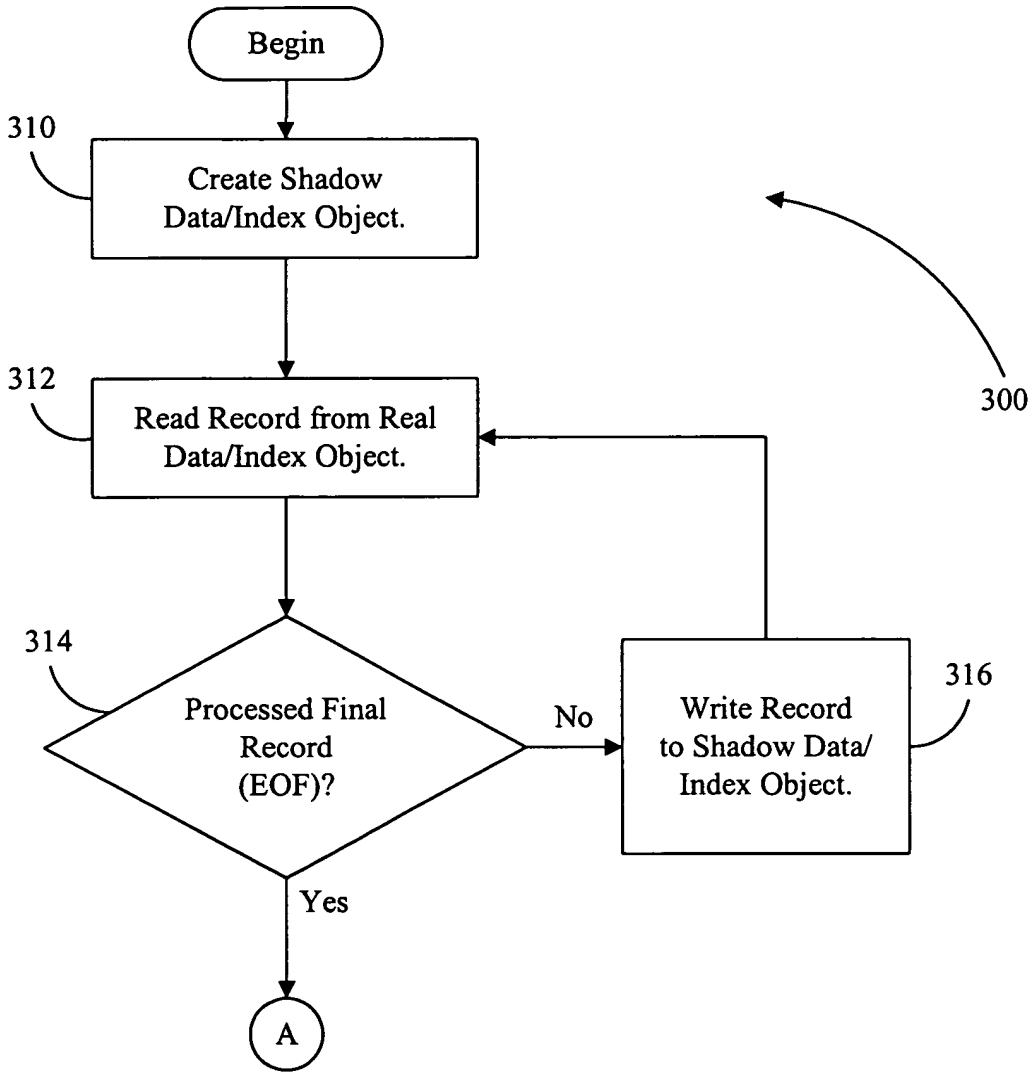 Begin
310
Create Shadow
Data/Index Object.
312
Read Record from Real
Data/Index Object.
300
314
Processed Final
Record
(EOF)?
No
316
Write Record
to Shadow Data/
Index Object.
Yes
A